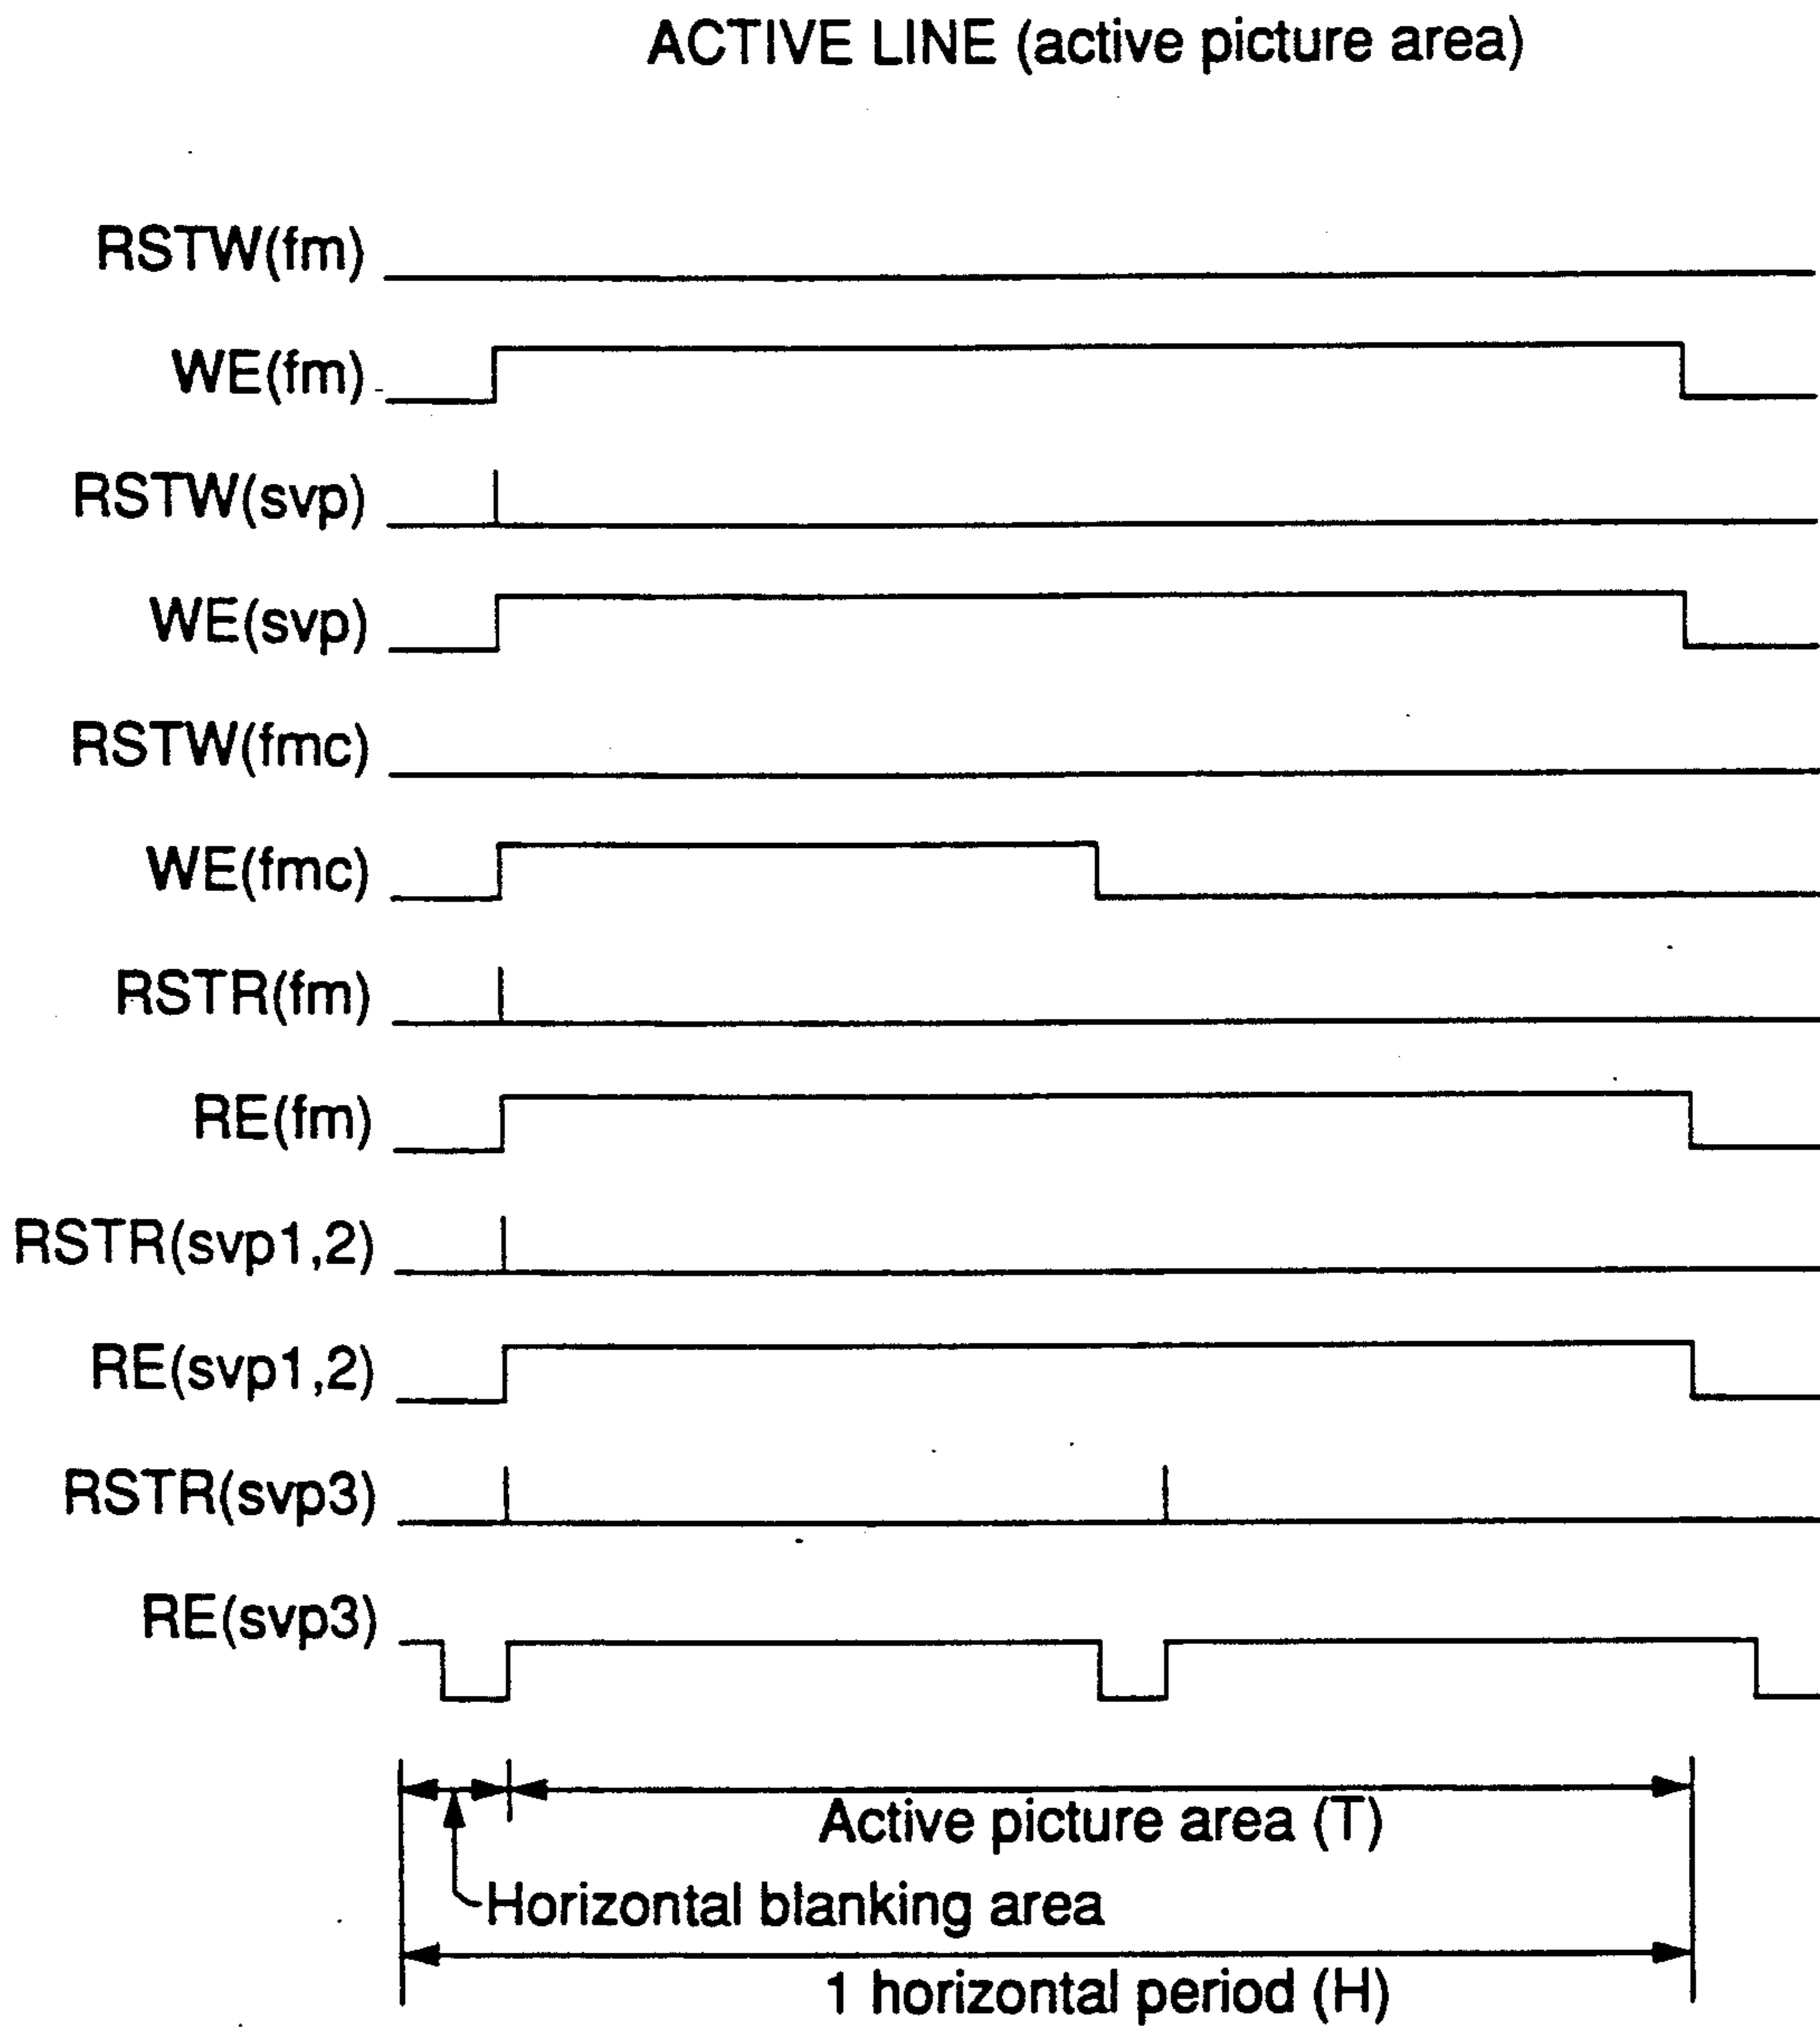 ACTIVE LINE (active picture area)
RSTW(fm)
WE(fm)
RSTW(svp)
WE(svp)
RSTW(fmc)
WE(fmc)
RSTR(fm)
RE(fm)
RSTR(svp1,2)
RE(svp1,2)
RSTR(svp3)
RE(svp3)
Active picture area (T)
Horizontal blanking area
1 horizontal period (H)